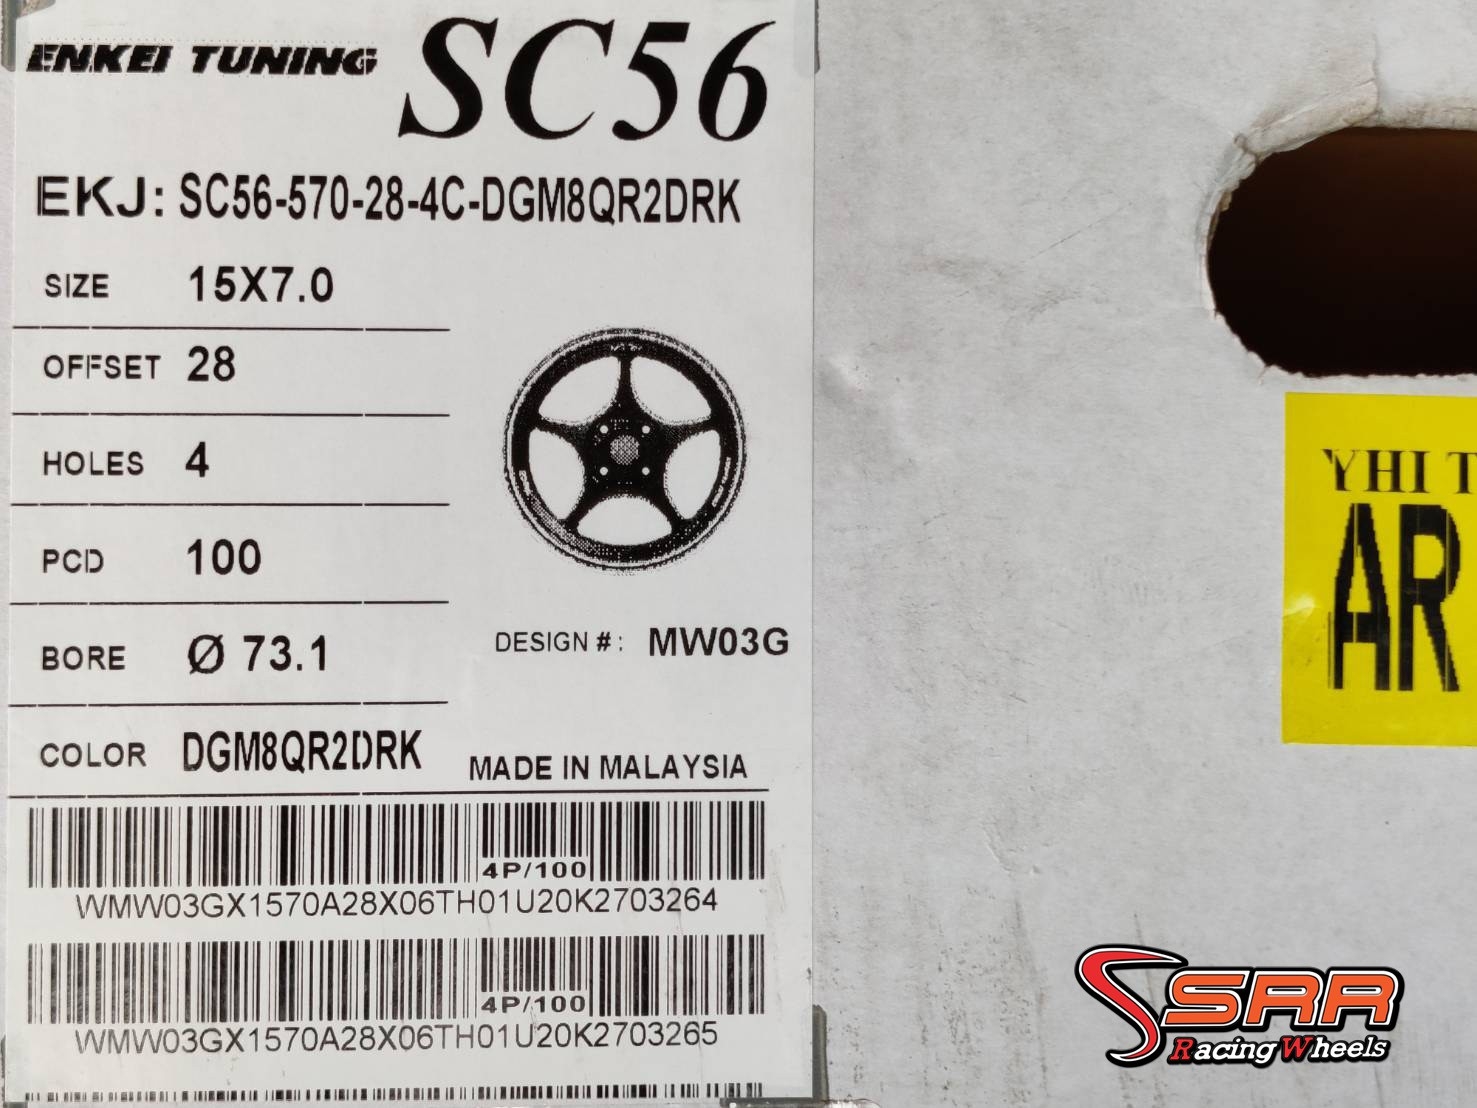 ENKEI TUNING SC56
EKJ: SC56-570-28-4C-DGM8QR2DRK
SIZE 15X7.0
OFFSET 28
HOLES 4
PCD 100
BORE Ø 73.1
DESIGN # : MW03G
COLOR DGM8QR2DRK
MADE IN MALAYSIA
4P/100
WMW03GX1570A28X06TH01U20K2703264
4P/100
WMW03GX1570A28X06TH01U20K2703265
YHI T
AR
SRR
Racing Wheels